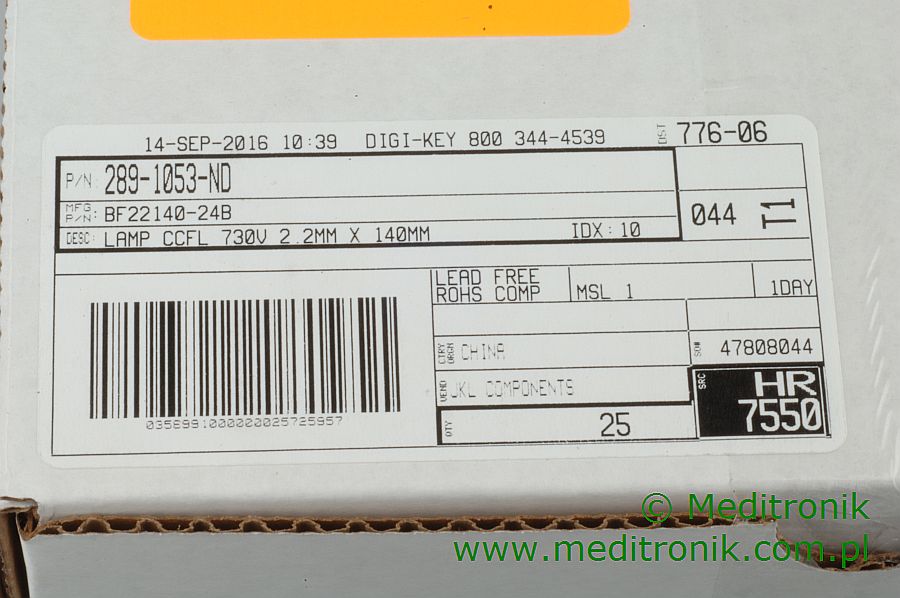 14-SEP-2016 10:39 DIGI-KEY 800 344-4539
DIST 776-06
P/N: 289-1053-ND
MFG P/N: BF22140-24B
DESC: LAMP CCFL 730V 2.2MM X 140MM IDX: 10
044 T1
LEAD FREE
ROHS COMP
MSL 1
1DAY
CTRY ORGN CHINA
SO# 47808044
VEND JKL COMPONENTS
SRC HR
7550
QTY 25
© Meditronik
www.meditronik.com.pl